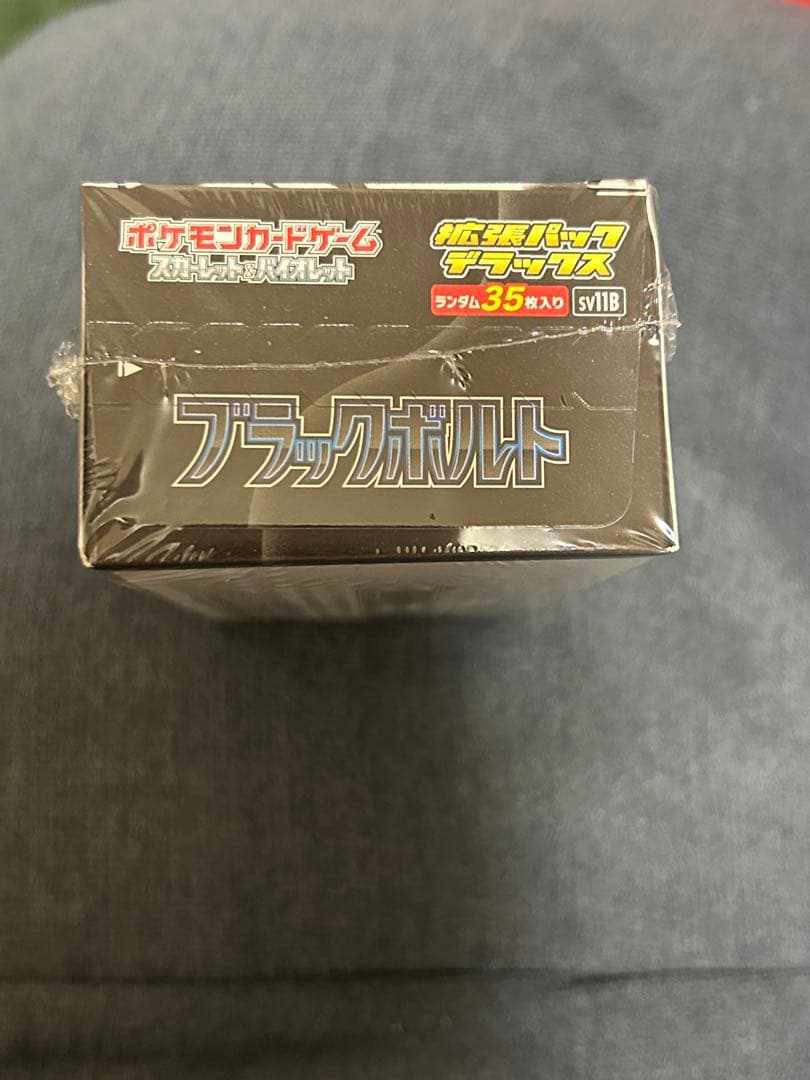 ポケモンカードゲーム
スカーレット&バイオレット
拡張パック
デラックス
ランダム35枚入り SV11B
ブラックボルト